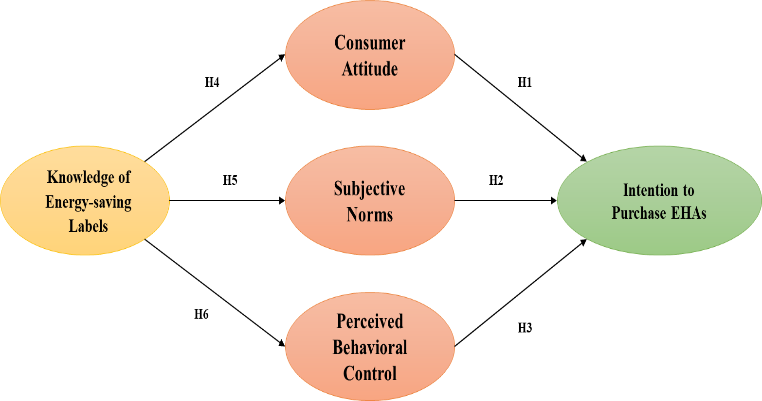 Consumer
Attitude
H4
H1
Knowledge of
Energy-saving
Labels
H5
Subjective
Norms
H2
Intention to
Purchase EHAs
H6
Perceived
Behavioral
Control
H3